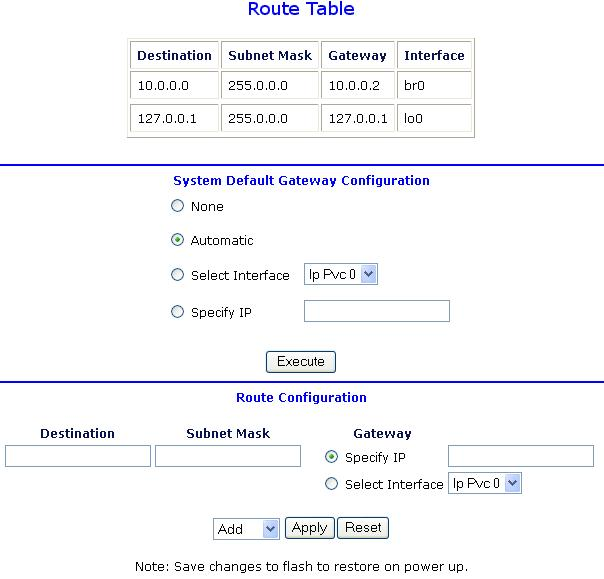 Route Table
Destination Subnet Mask Gateway Interface
10.0.0.0 255.0.0.0 10.0.0.2 br0
127.0.0.1 255.0.0.0 127.0.0.1 lo0
System Default Gateway Configuration
None
Automatic
Select Interface Ip Pvc 0
Specify IP
Execute
Route Configuration
Destination Subnet Mask Gateway
Specify IP
Select Interface Ip Pvc 0
Add Apply Reset
Note: Save changes to flash to restore on power up.